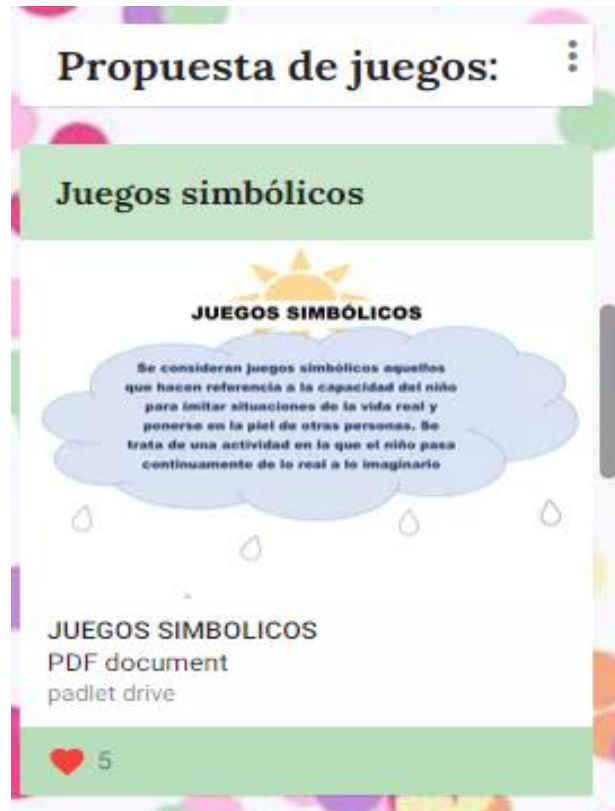 Propuesta de juegos:
Juegos simbólicos
JUEGOS SIMBÓLICOS
Se consideran juegos simbólicos aquellos
que hacen referencia a la capacidad del niño
para imitar situaciones de la vida real y
ponerse en la piel de otras personas. Se
trata de una actividad en la que el niño pasa
continuamente de lo real a lo imaginario
JUEGOS SIMBOLICOS
PDF document
padlet drive
5